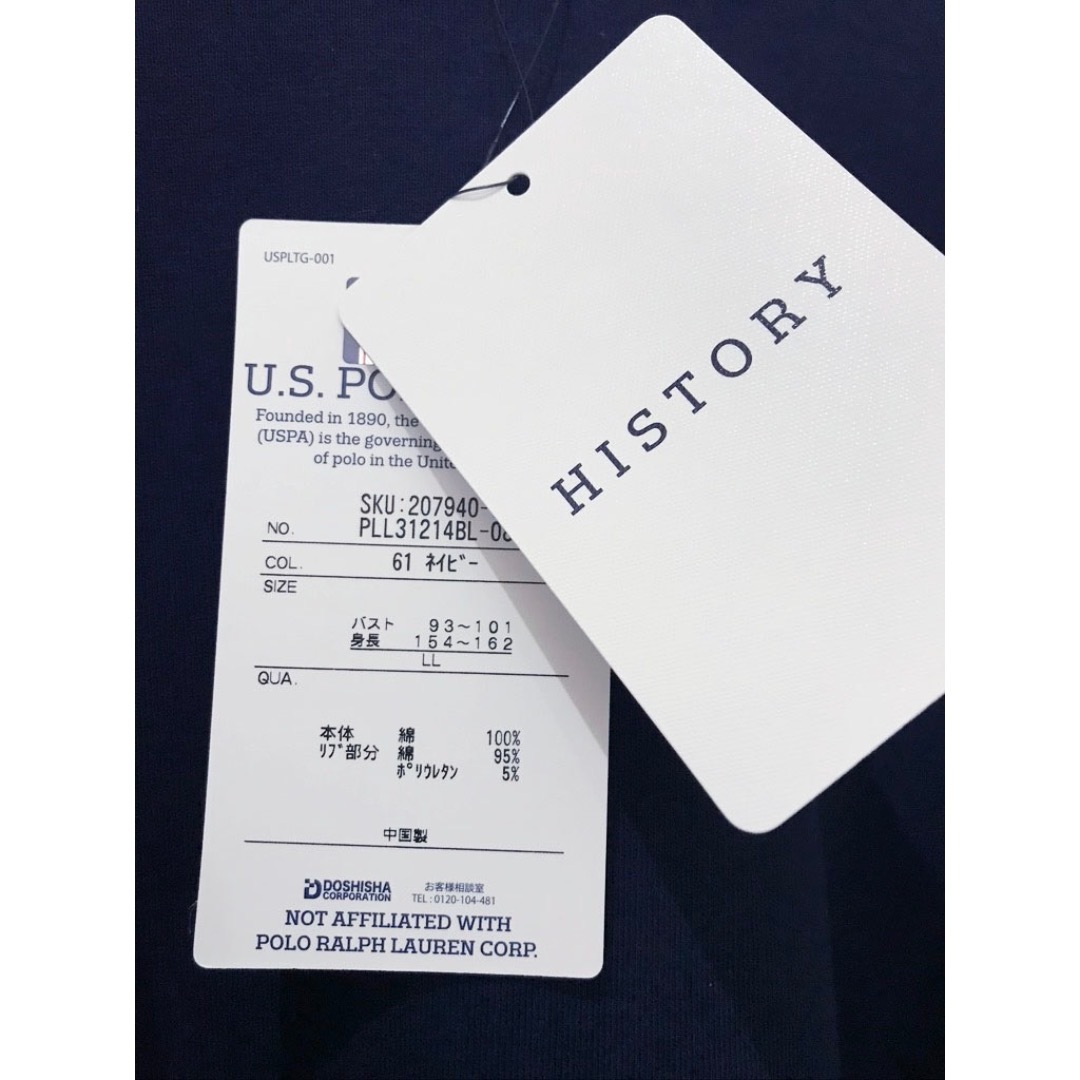 HISTORY
USPLTG-001
U.S.
Founded in 1890, the
(USPA) is the governing
of polo in the
SKU:207940-
NO. PLL31214BL-
COL. 61 ﾈｲﾋﾞｰ
SIZE
バスト 93～101
身長 154～162
LL
QUA.
本体 綿 100%
ﾘﾌﾞ部分 綿 95%
ﾎﾟﾘｳﾚﾀﾝ 5%
中国製
DOSHISHA CORPORATION お客様相談室
TEL : 0120-104-481
NOT AFFILIATED WITH
POLO RALPH LAUREN CORP.